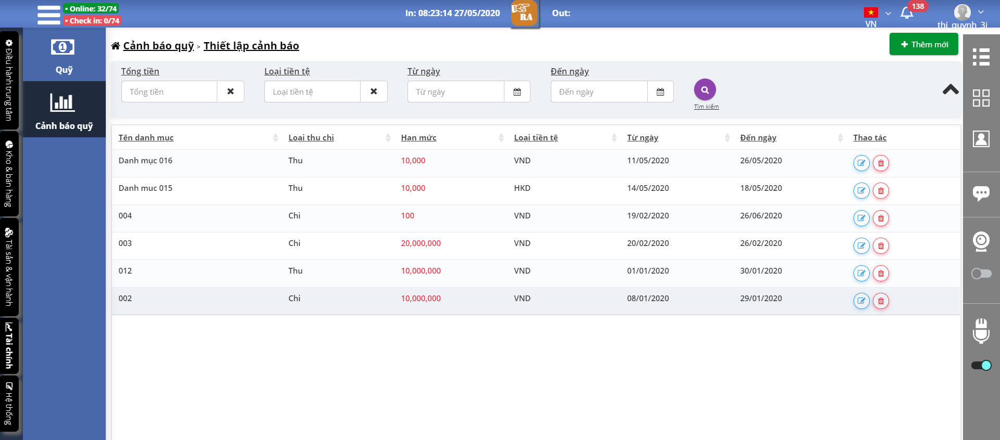 • Online: 32/74
• Check in: 0/74
In: 08:23:14 27/05/2020
RA
Out:
VN
138
thi_quynh_3i
Điều hành trung tâm
Kho & bán hàng
Tài sản & vận hành
Tài chính
Hệ thống
1
Quỹ
Cảnh báo quỹ
Cảnh báo quỹ > Thiết lập cảnh báo
Thêm mới
Tổng tiền Loại tiền tệ Từ ngày Đến ngày
Tổng tiền Loại tiền tệ Từ ngày Đến ngày
Tìm kiếm
Tên danh mục Loại thu chi Hạn mức Loại tiền tệ Từ ngày Đến ngày Thao tác
Danh mục 016 Thu 10,000 VND 11/05/2020 26/05/2020
Danh muc 015 Thu 10,000 HKD 14/05/2020 18/05/2020
004 Chi 100 VND 19/02/2020 26/06/2020
003 Chi 20,000,000 VND 20/02/2020 26/02/2020
012 Thu 10,000,000 VND 01/01/2020 30/01/2020
002 Chi 10,000,000 VND 08/01/2020 29/01/2020